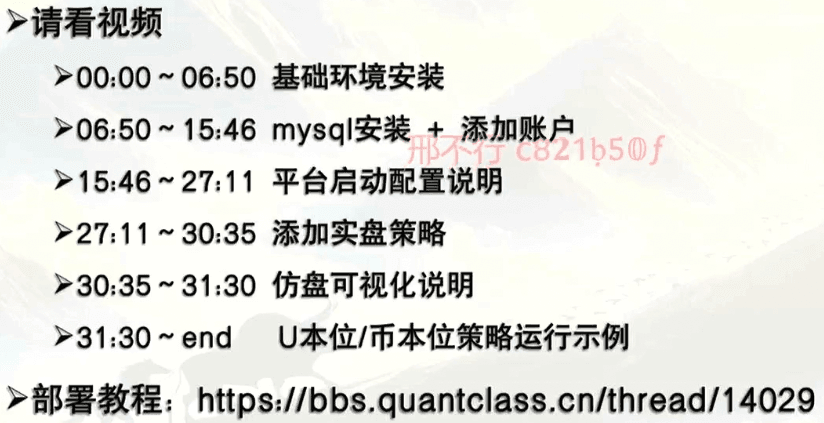 ➢请看视频
➢00:00~06:50 基础环境安装
➢06:50~15:46 mysql安装 + 添加账户
邢不行 c821b50f
➢15:46~27:11 平台启动配置说明
➢27:11~30:35 添加实盘策略
➢30:35~31:30 仿盘可视化说明
➢31:30~end U本位/币本位策略运行示例
➢部署教程：https://bbs.quantclass.cn/thread/14029